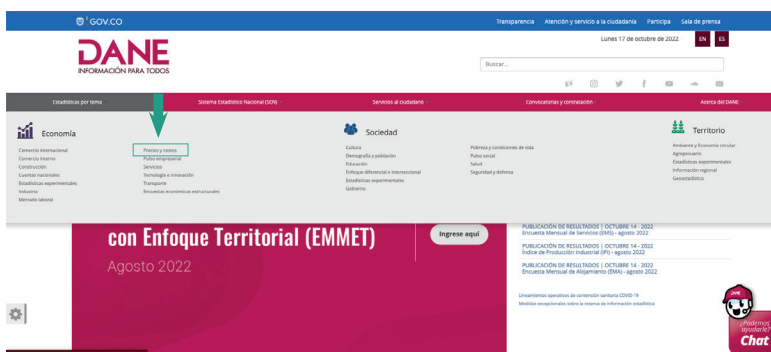 GOV.CO
Transparencia Atención y servicio a la ciudadanía Participa Sala de prensa
Lunes 17 de octubre de 2022 EN ES
DANE
INFORMACIÓN PARA TODOS
Buscar...
Estadísticas por tema Sistema Estadístico Nacional (SEN) Servicios al ciudadano Convocatorias y contratación Acerca del DANE
Economía
Comercio Internacional
Comercio Interno
Construcción
Cuentas nacionales
Estadísticas experimentales
Industria
Mercado laboral
Precios y costos
Pulso empresarial
Servicios
Tecnología e innovación
Transporte
Encuestas económicas estructurales
Sociedad
Cultura
Demografía y población
Educación
Enfoque diferencial e interseccional
Estadísticas experimentales
Gobierno
Pobreza y condiciones de vida
Pulso social
Salud
Seguridad y defensa
Territorio
Ambiente y Economía circular
Agropecuario
Estadísticas experimentales
Información regional
Geoestadística
con Enfoque Territorial (EMMET)
Agosto 2022
Ingrese aquí
PUBLICACIÓN DE RESULTADOS | OCTUBRE 14 - 2022
Encuesta Mensual de Servicios (EMS) - agosto 2022
PUBLICACIÓN DE RESULTADOS | OCTUBRE 14 - 2022
Índice de Producción Industrial (IPI) - agosto 2022
PUBLICACIÓN DE RESULTADOS | OCTUBRE 14 - 2022
Encuesta Mensual de Alojamiento (EMA) - agosto 2022
Lineamientos operativos de contención sanitaria COVID-19
Medidas excepcionales sobre la reserva de información estadística
DANE
¿Podemos
ayudarle?
Chat